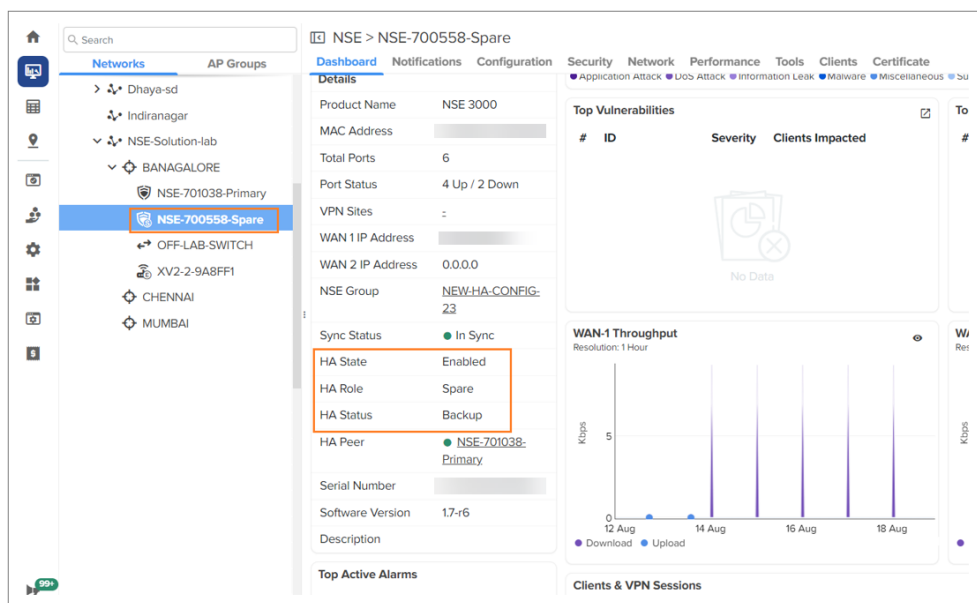 Search
Networks
AP Groups
Dhaya-sd
Indiranagar
NSE-Solution-lab
BANAGALORE
NSE-701038-Primary
NSE-700558-Spare
OFF-LAB-SWITCH
XV2-2-9A8FF1
CHENNAI
MUMBAI
99+
NSE > NSE-700558-Spare
Dashboard Notifications Configuration Security Network Performance Tools Clients Certificate
Details
Product Name NSE 3000
MAC Address
Total Ports 6
Port Status 4 Up / 2 Down
VPN Sites -
WAN 1 IP Address
WAN 2 IP Address 0.0.0.0
NSE Group NEW-HA-CONFIG-
23
Sync Status In Sync
HA State Enabled
HA Role Spare
HA Status Backup
HA Peer NSE-701038-
Primary
Serial Number
Software Version 1.7-r6
Description
Top Active Alarms
Application Attack DoS Attack Information Leak Malware Miscellaneous Su
Top Vulnerabilities
# ID Severity Clients Impacted
No Data
WAN-1 Throughput
Resolution: 1 Hour
Kbps
5
0
12 Aug 14 Aug 16 Aug 18 Aug
Download Upload
Clients & VPN Sessions
To
#
WA
Res
Kbps